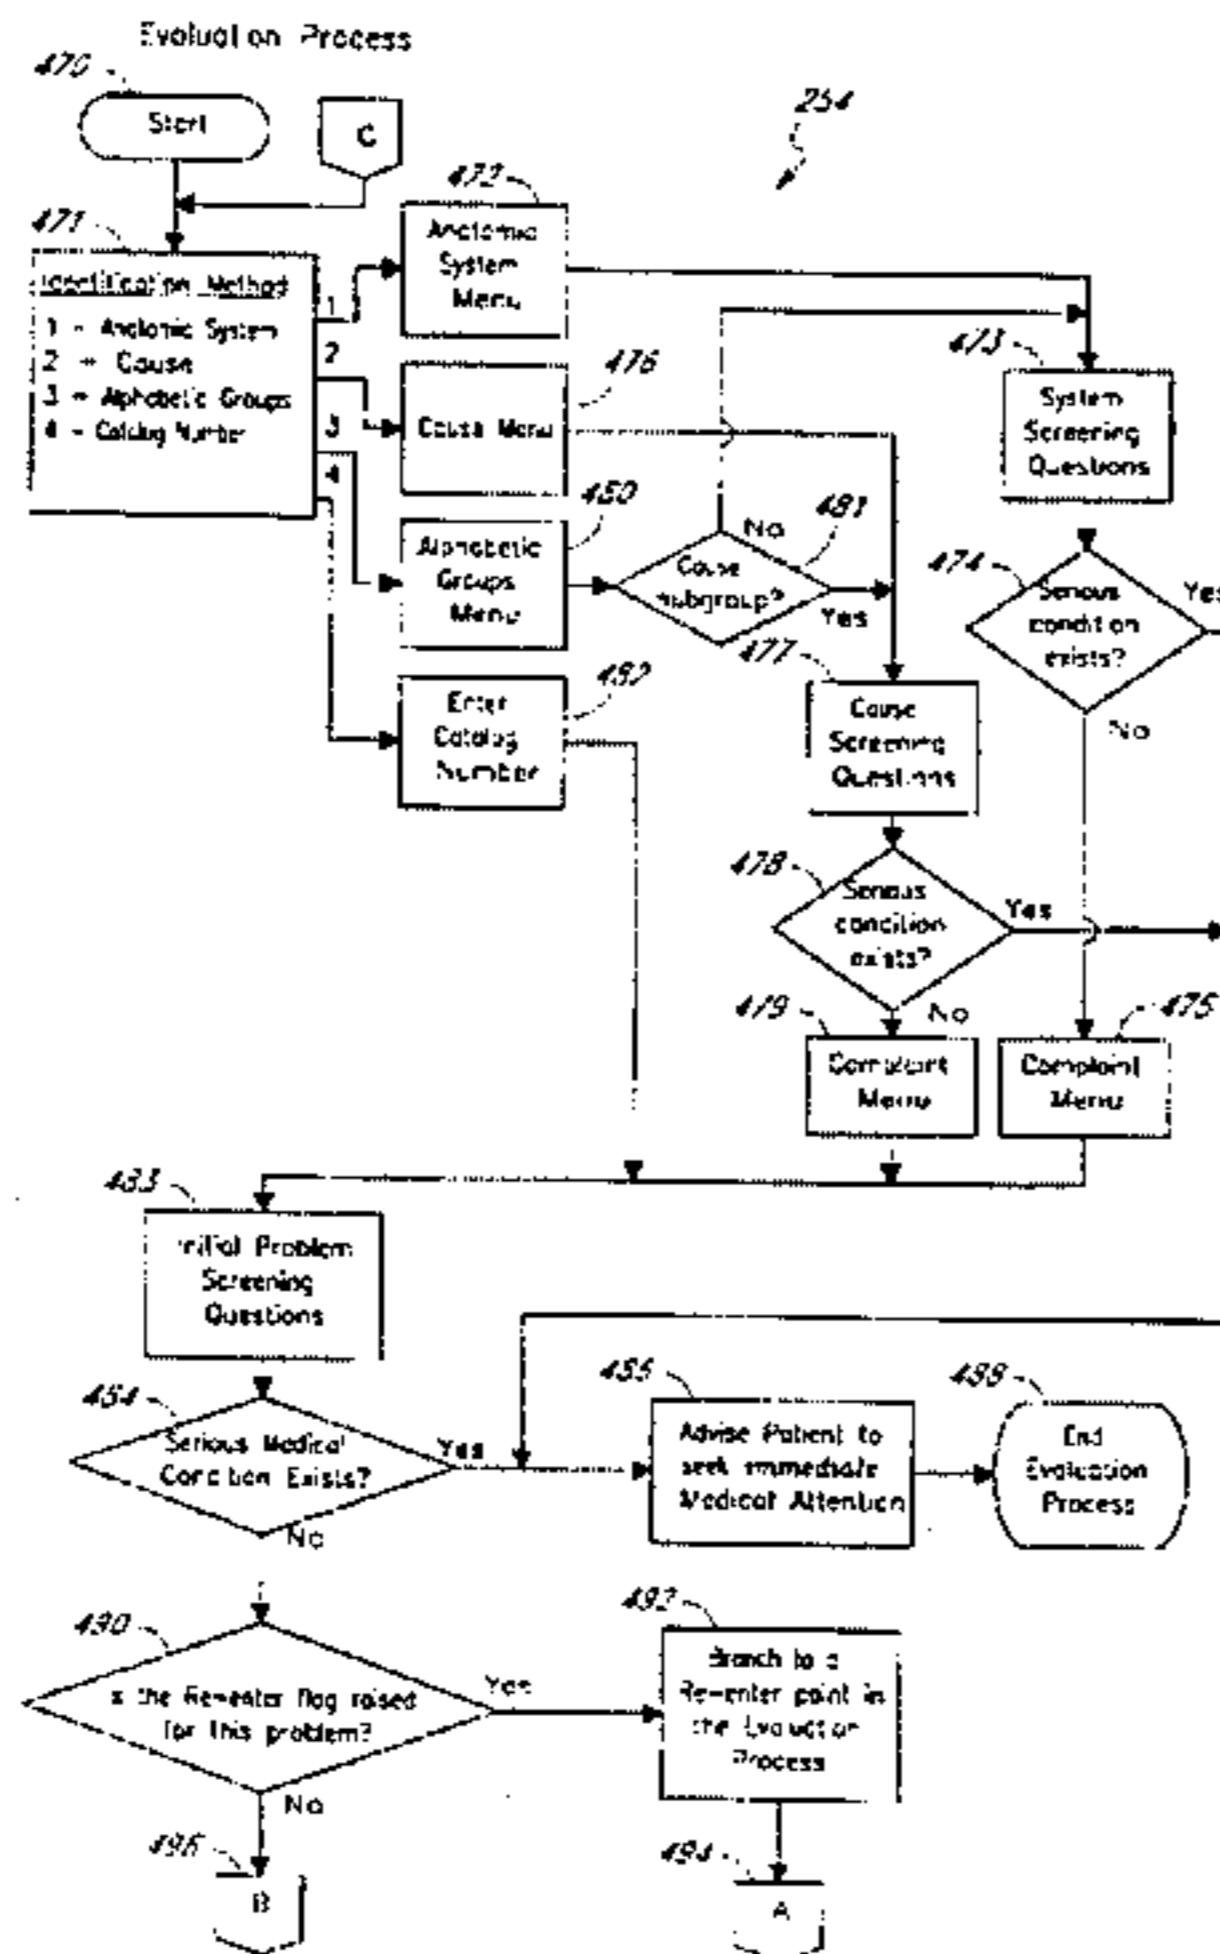 Evaluation Process
470
Start
C
254
471
Identification Method
1 - Anatomic System
2 - Cause
3 - Alphabetic Groups
4 - Catalog Number
1
2
3
4
472
Anatomic
System
Menu
476
Cause Menu
480
Alphabetic
Groups
Menu
482
Enter
Catalog
Number
481
Cause
subgroup?
No
Yes
473
System
Screening
Questions
474
Serious
condition
exists?
Yes
No
477
Cause
Screening
Questions
478
Serious
condition
exists?
Yes
No
479
Complaint
Menu
475
Complaint
Menu
483
Initial Problem
Screening
Questions
484
Serious Medical
Condition Exists?
Yes
No
486
Advise Patient to
seek immediate
Medical Attention
488
End
Evaluation
Process
490
Is the Re-enter flag raised
for this problem?
Yes
No
492
Branch to a
Re-enter point in
the Evaluation
Process
496
B
494
A